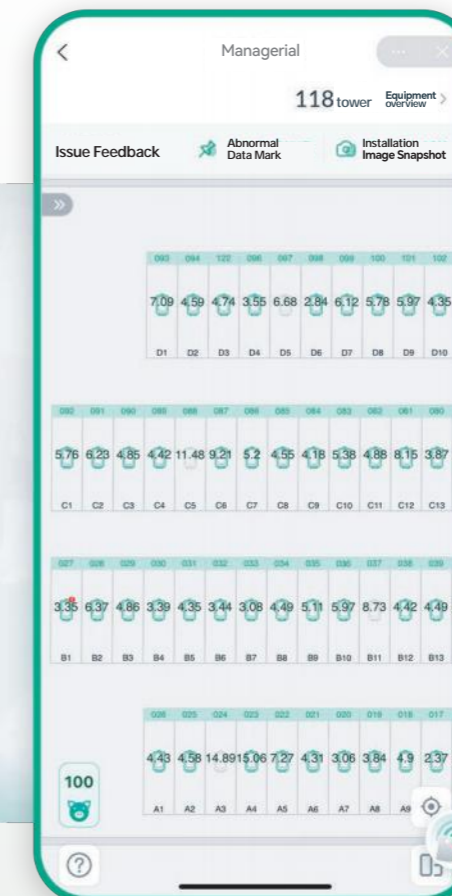 Managerial
118 tower Equipment overview
Issue Feedback Abnormal Data Mark Installation Image Snapshot
093 094 122 096 097 098 099 100 101 102
7.09 4.59 4.74 3.55 6.68 2.84 6.12 5.78 5.97 4.35
D1 D2 D3 D4 D5 D6 D7 D8 D9 D10
092 091 090 089 088 087 086 085 084 083 082 081 080
5.76 6.23 4.85 4.42 11.48 9.21 5.2 4.55 4.18 5.38 4.88 8.15 3.87
C1 C2 C3 C4 C5 C6 C7 C8 C9 C10 C11 C12 C13
027 028 029 030 031 032 033 034 035 036 037 038 039
3.35 6.37 4.86 3.39 4.35 3.44 3.08 4.49 5.11 5.97 8.73 4.42 4.49
B1 B2 B3 B4 B5 B6 B7 B8 B9 B10 B11 B12 B13
026 025 024 023 022 021 020 019 018 017
4.43 4.58 14.89 15.06 7.27 4.31 3.06 3.84 4.9 2.37
A1 A2 A3 A4 A5 A6 A7 A8 A9
100